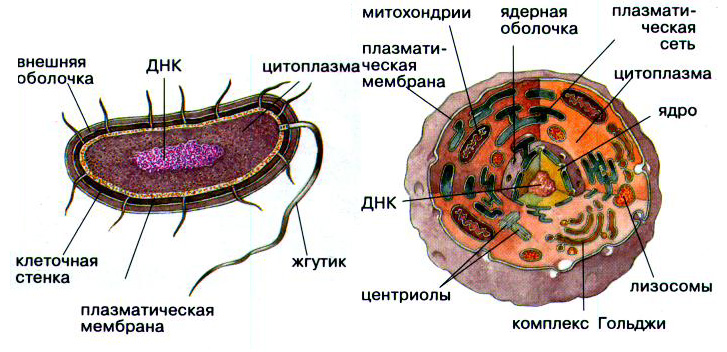 внешняя
оболочка
ДНК
цитоплазма
клеточная
стенка
плазматическая
мембрана
жгутик
митохондрии
ядерная
оболочка
плазмати-
ческая
сеть
плазмати-
ческая
мембрана
цитоплазма
ядро
ДНК
центриолы
комплекс Гольджи
лизосомы